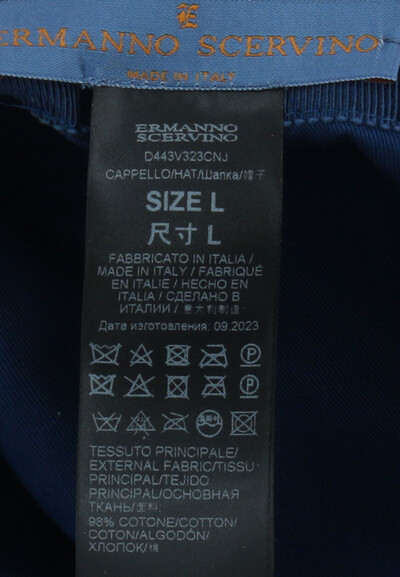 E
ERMANNO SCERVINO
MADE IN ITALY
ERMANNO
SCERVINO
D443V323CNJ
CAPPELLO/HAT/Шапка/帽子
SIZE L
尺寸 L
FABBRICATO IN ITALIA /
MADE IN ITALY / FABRIQUÉ
EN ITALIE / HECHO EN
ITALIA / СДЕЛАНО В
ИТАЛИИ / 意大利制造
Дата изготовления: 09.2023
P
P
TESSUTO PRINCIPALE/
EXTERNAL FABRIC/TISSU
PRINCIPAL/TEJIDO
PRINCIPAL/ОСНОВНАЯ
ТКАНЬ/面料:
98% COTONE/COTTON/
COTON/ALGODÓN/
ХЛОПОК/棉